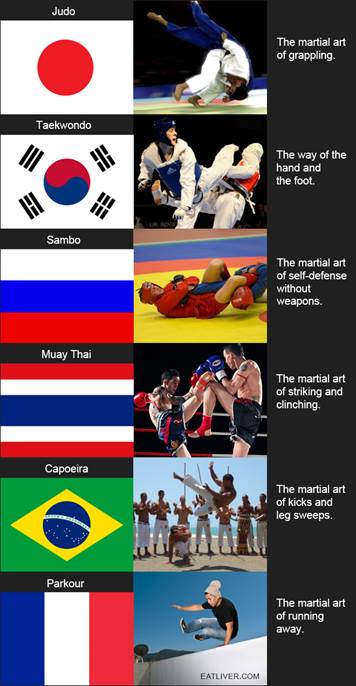 Judo
The martial art
of grappling.
Taekwondo
The way of the
hand and
the foot.
Sambo
The martial art
of self-defense
without
weapons.
Muay Thai
The martial art
of striking and
clinching.
Capoeira
The martial art
of kicks and
leg sweeps.
Parkour
The martial art
of running
away.
EATLIVER.COM